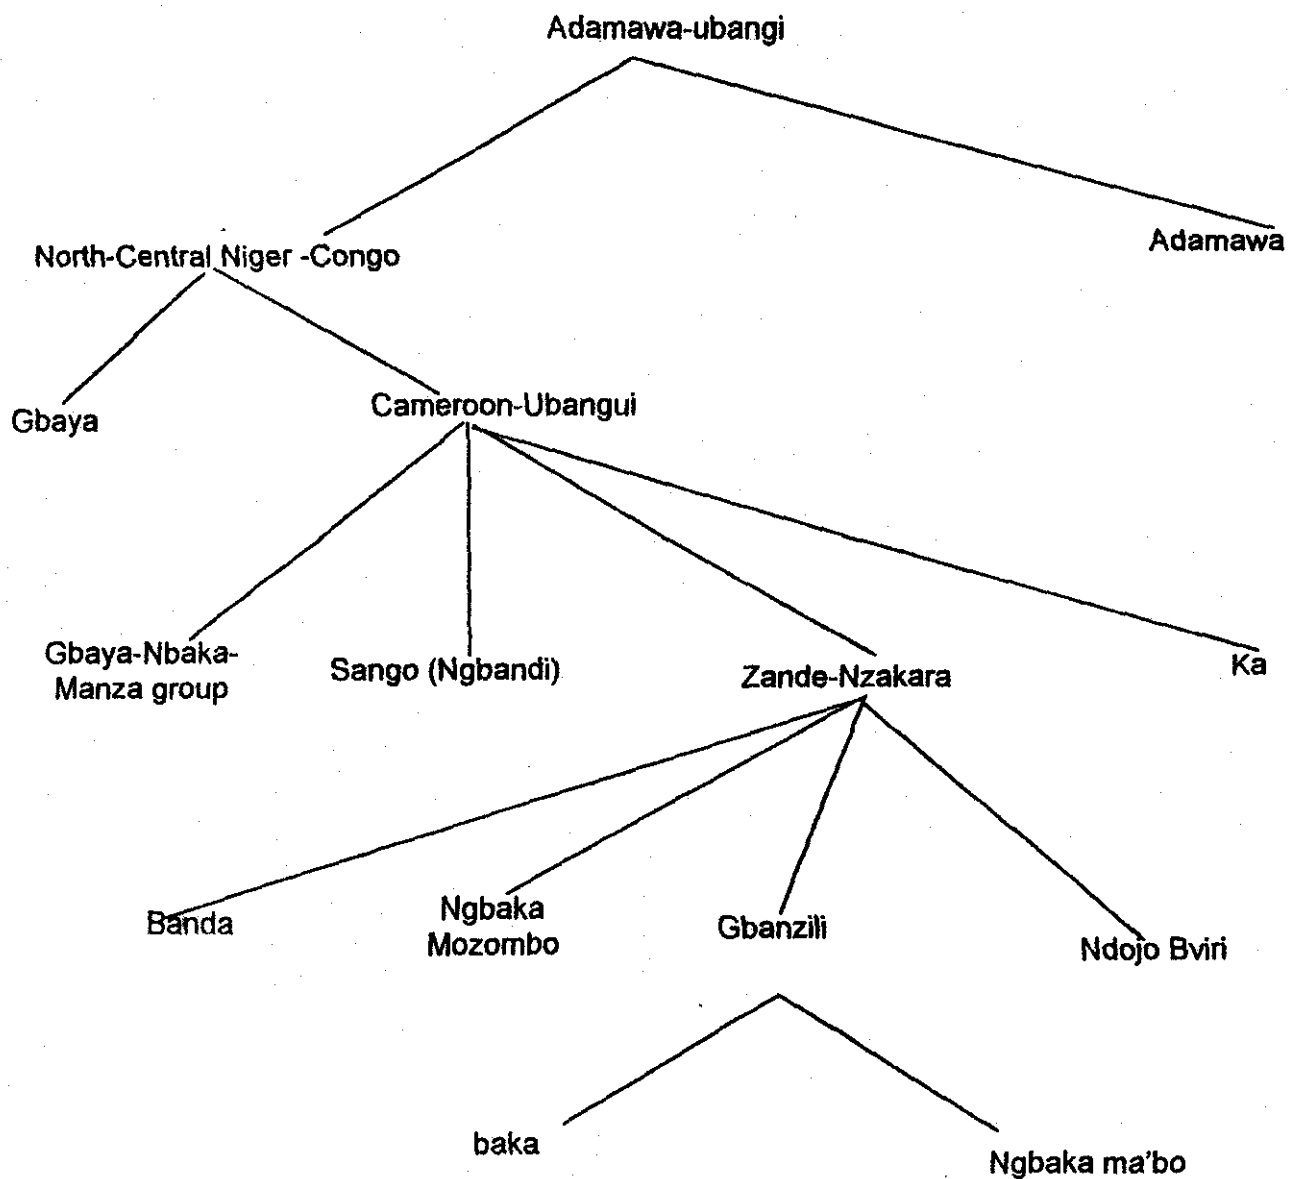 Adamawa-ubangi
North-Central Niger -Congo
Adamawa
Gbaya
Cameroon-Ubangui
Gbaya-Nbaka-
Manza group
Sango (Ngbandi)
Zande-Nzakara
Ka
Banda
Ngbaka
Mozombo
Gbanzili
Ndojo Bviri
baka
Ngbaka ma'bo